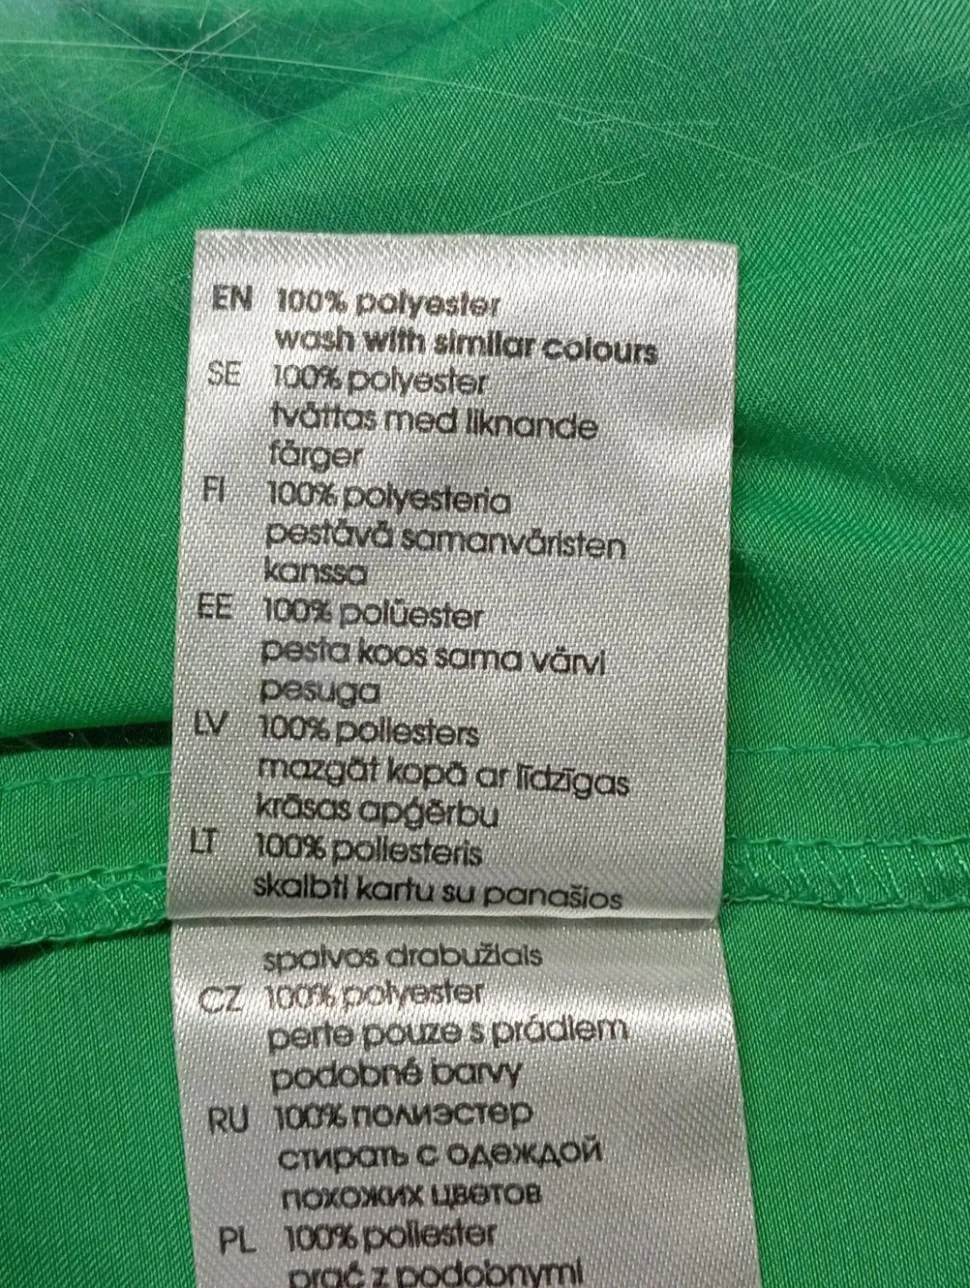 EN 100% polyester
wash with similar colours
SE 100% polyester
tvättas med liknande
färger
FI 100% polyesteria
pestävä samanväristen
kanssa
EE 100% polüester
pesta koos sama värvi
pesuga
LV 100% poliesters
mazgāt kopā ar līdzīgas
krāsas apģērbu
LT 100% poliesteris
skalbti kartu su panašios
spalvos drabužiais
CZ 100% polyester
perte pouze s prádlem
podobné barvy
RU 100% полиэстер
стирать с одеждой
похожих цветов
PL 100% poliester
prać z podobnymi